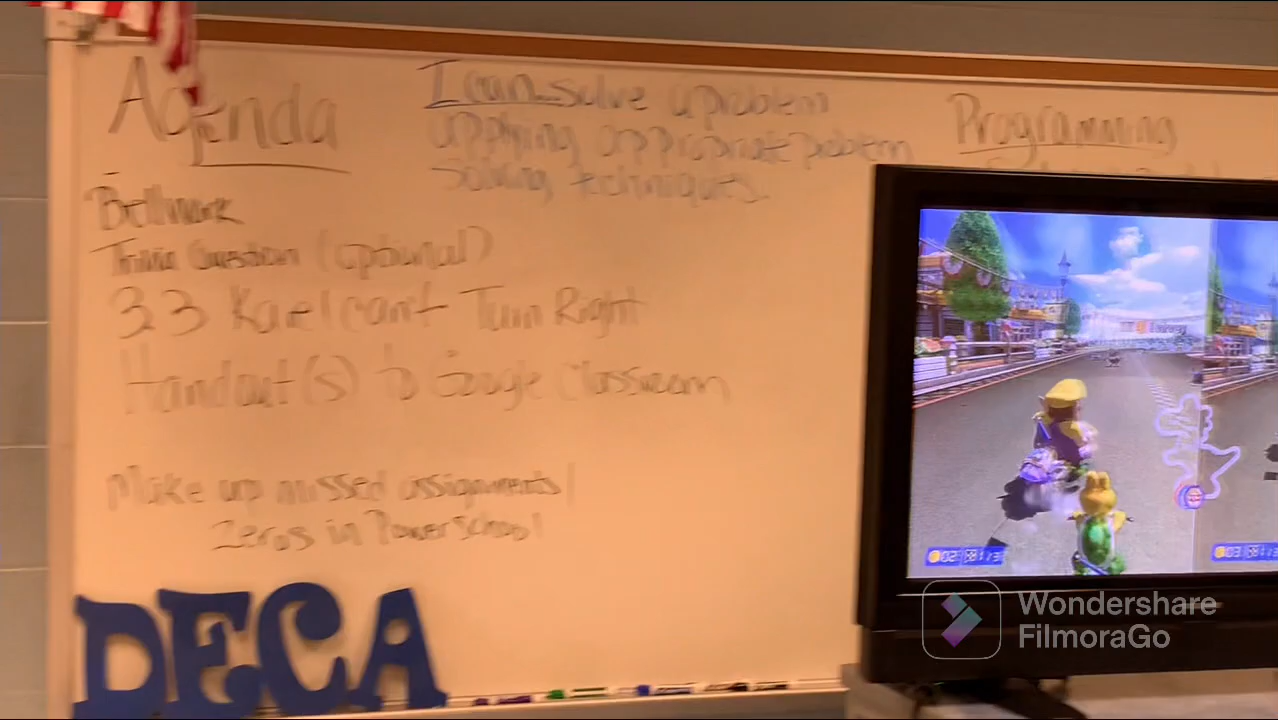 Agenda
I can solve a problem
applying appropriate problem
solving techniques.
Programming
Bellwork
Trivia Question (optional)
3.3 Karel can't Turn Right
Handout(s) to Google Classroom
Make up missed assignments/
Zeros in Powerschool
DECA
Wondershare
FilmoraGo